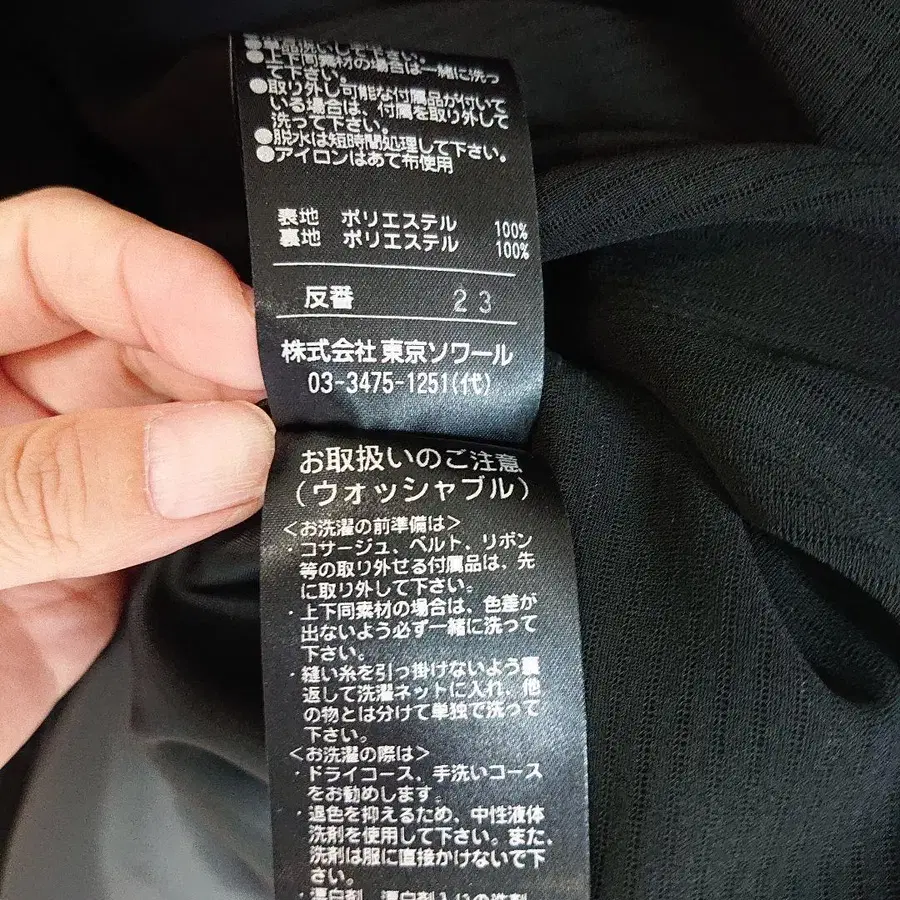 単品洗いして下さい。
●上下同素材の場合は一緒に洗っ
て下さい。
●取り外し可能な付属品が付いて
いる場合は、付属を取り外して
洗って下さい。
●脱水は短時間処理して下さい。
●アイロンはあて布使用
表地 ポリエステル 100%
裏地 ポリエステル 100%
反番 23
株式会社 東京ソワール
03-3475-1251(代)
お取扱いのご注意
(ウォッシャブル)
<お洗濯の前準備は>
・コサージュ、ベルト、リボン
等の取り外せる付属品は、先
に取り外して下さい。
・上下同素材の場合は、色差が
出ないよう必ず一緒に洗って
下さい。
・縫い糸を引っ掛けないよう裏
返して洗濯ネットに入れ、他
の物とは分けて単独で洗って
下さい。
<お洗濯の際は>
・ドライコース、手洗いコース
をお勧めします。
・退色を抑えるため、中性液体
洗剤を使用して下さい。また、
洗剤は服に直接かけないで下
さい。